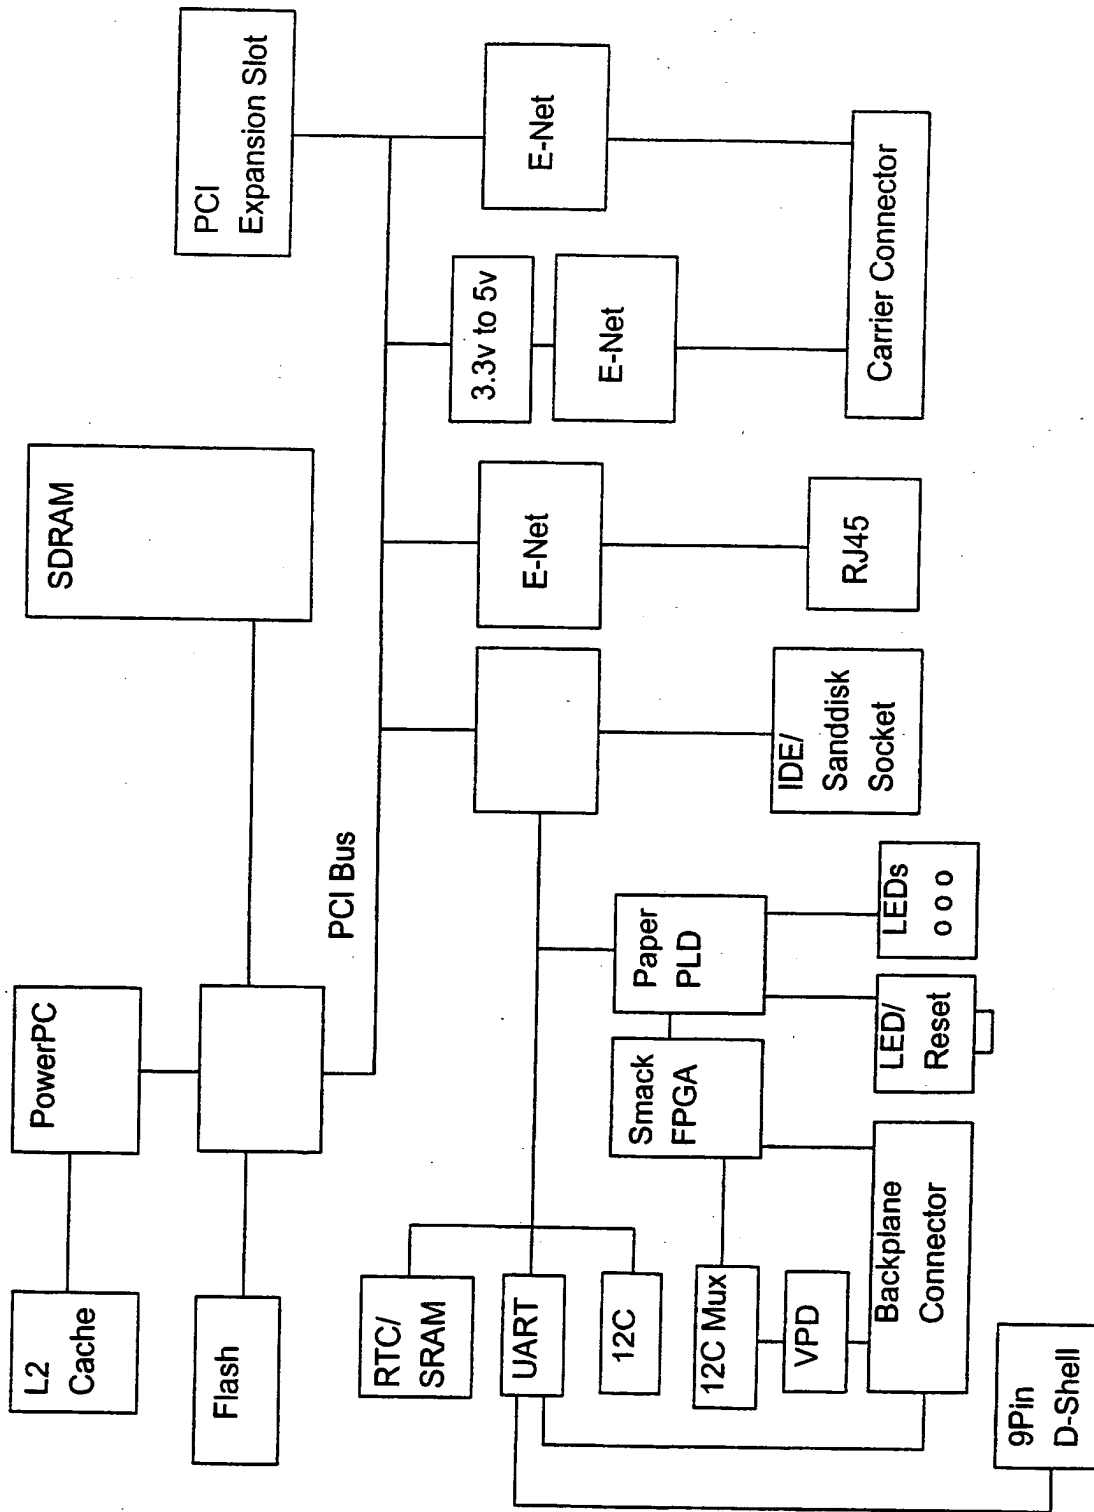 L2
Cache
PowerPC
SDRAM
PCI
Expansion Slot
Flash
PCI Bus
RTC/
SRAM
UART
12C
12C Mux
VPD
Backplane
Connector
9Pin
D-Shell
Smack
FPGA
Paper
PLD
LED/
Reset
LEDs
o o o
IDE/
Sanddisk
Socket
E-Net
RJ45
3.3v to 5v
E-Net
E-Net
Carrier Connector